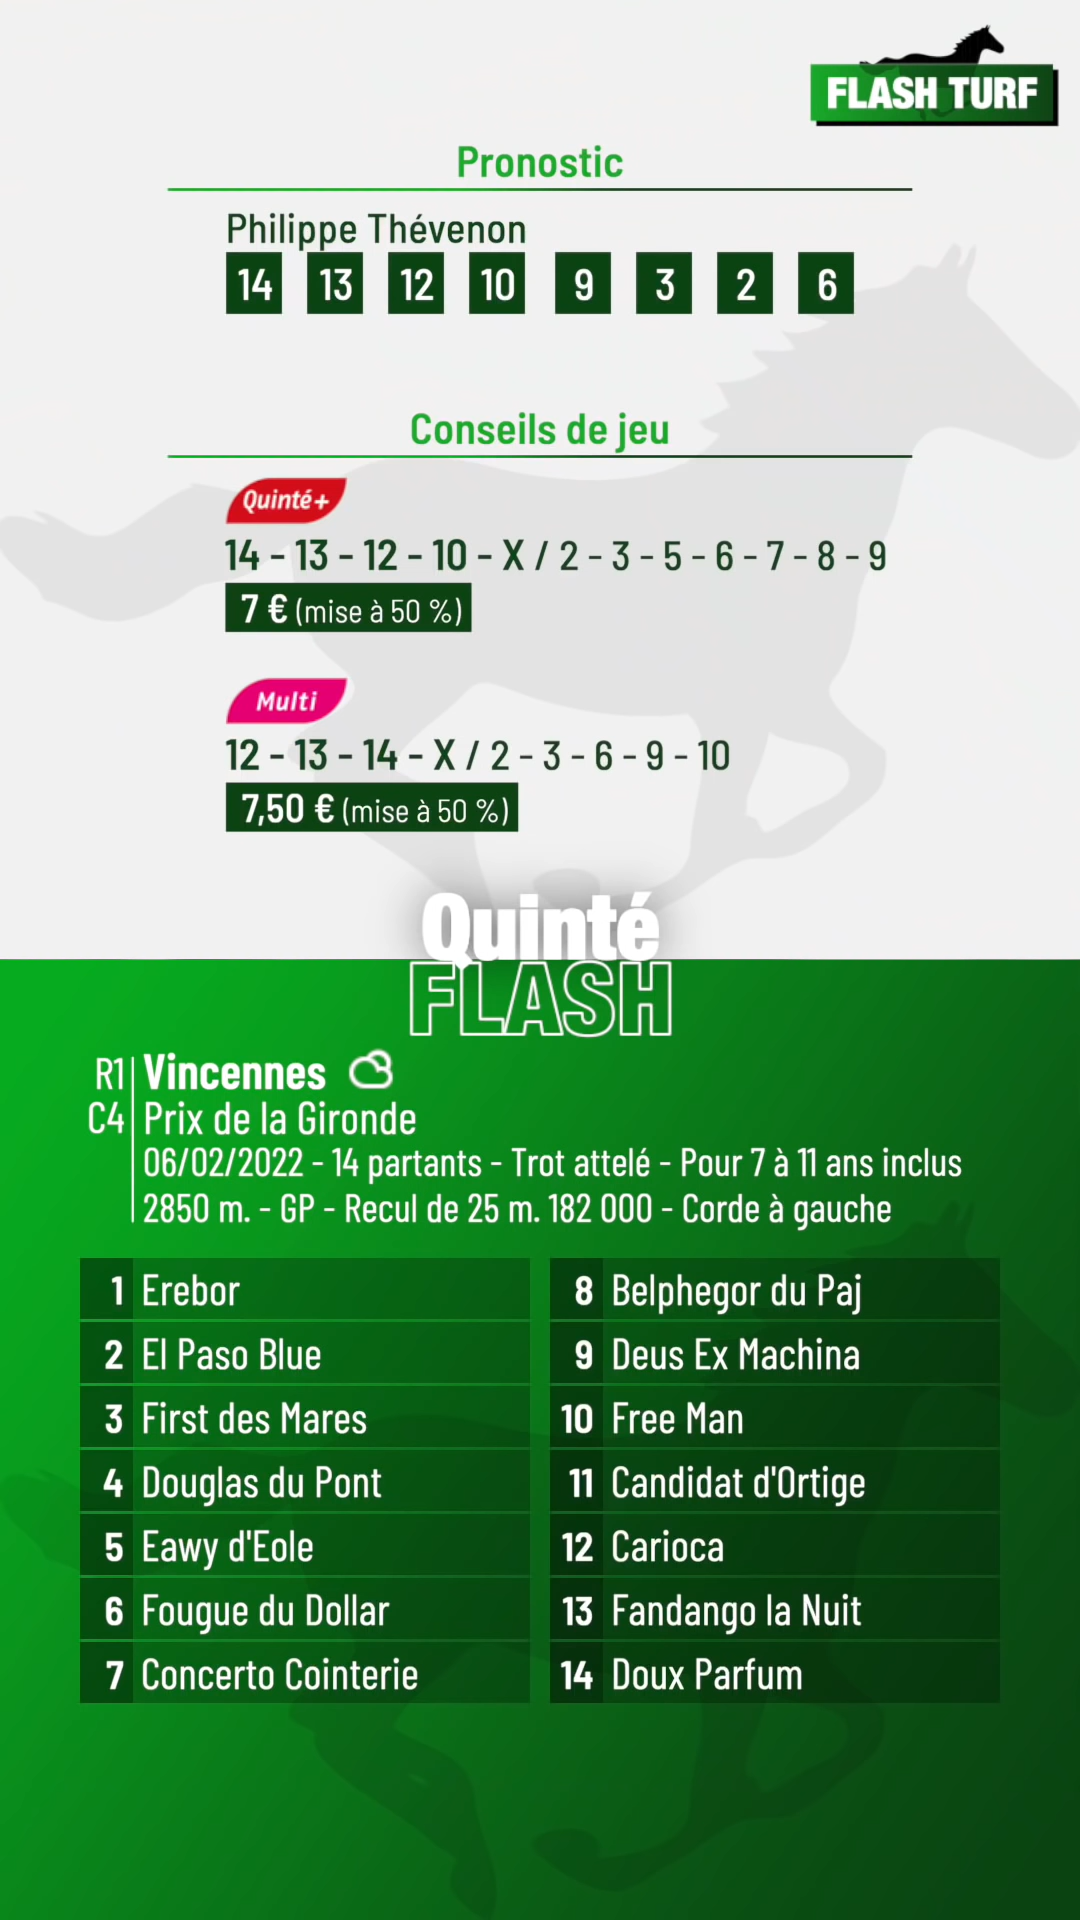 FLASH TURF
Pronostic
Philippe Thévenon
14 13 12 10 9 3 2 6
Conseils de jeu
Quinté+
14 - 13 - 12 - 10 - X / 2 - 3 - 5 - 6 - 7 - 8 - 9
7 € (mise à 50 %)
Multi
12 - 13 - 14 - X / 2 - 3 - 6 - 9 - 10
7,50 € (mise à 50 %)
Quinté
FLASH
R1 Vincennes
C4 Prix de la Gironde
06/02/2022 - 14 partants - Trot attelé - Pour 7 à 11 ans inclus
2850 m. - GP - Recul de 25 m. 182 000 - Corde à gauche
1 Erebor
2 El Paso Blue
3 First des Mares
4 Douglas du Pont
5 Eawy d'Eole
6 Fougue du Dollar
7 Concerto Cointerie
8 Belphegor du Paj
9 Deus Ex Machina
10 Free Man
11 Candidat d'Ortige
12 Carioca
13 Fandango la Nuit
14 Doux Parfum